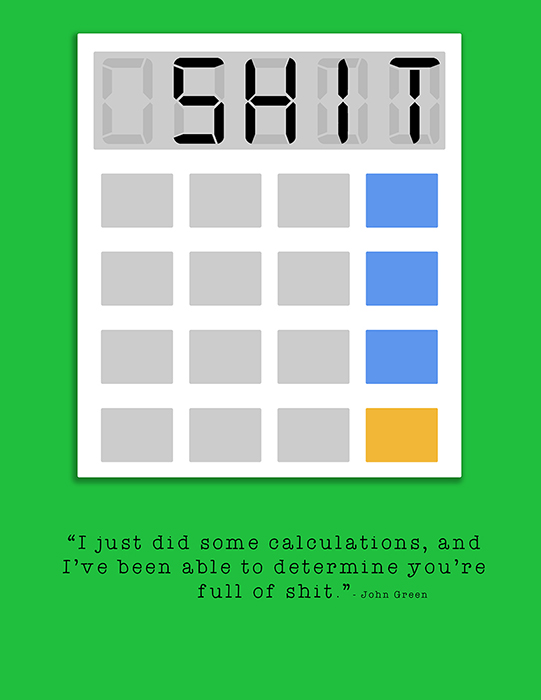 SHIT
“I just did some calculations, and
I’ve been able to determine you’re
full of shit.”- John Green